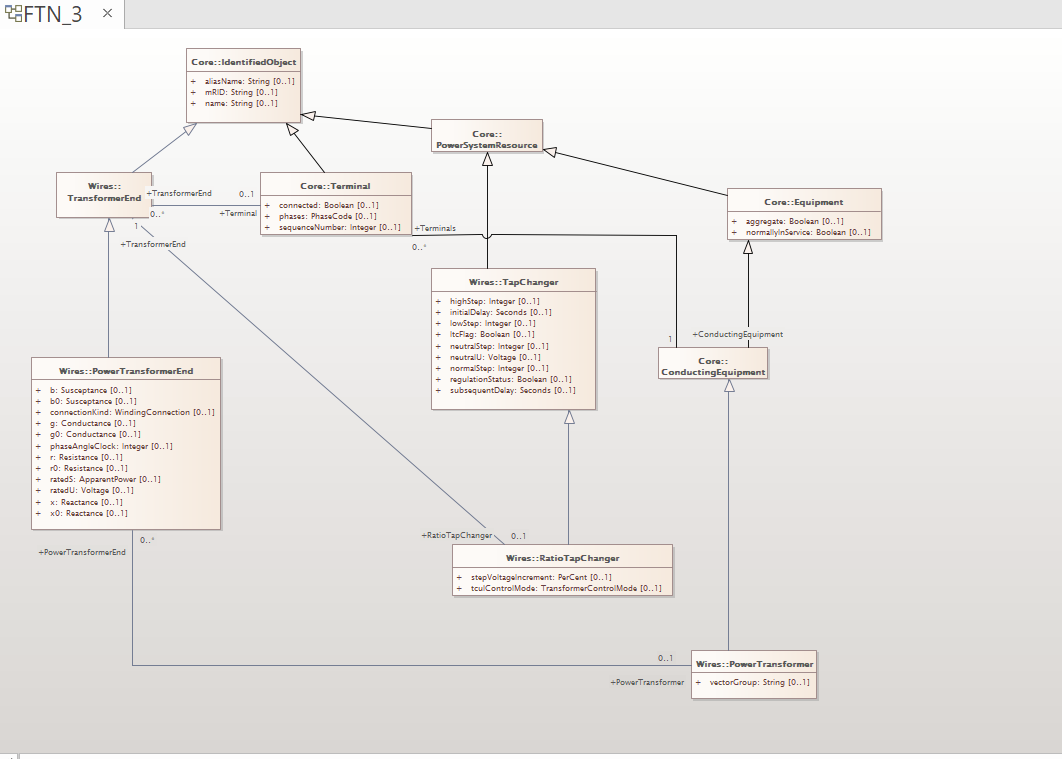 FTN_3
Core::IdentifiedObject
+ aliasName: String [0..1]
+ mRID: String [0..1]
+ name: String [0..1]
Core::
PowerSystemResource
Wires::
TransformerEnd
+TransformerEnd
0..1
0..*
+Terminal
1
+TransformerEnd
Core::Terminal
+ connected: Boolean [0..1]
+ phases: PhaseCode [0..1]
+ sequenceNumber: Integer [0..1]
+Terminals
0..*
Core::Equipment
+ aggregate: Boolean [0..1]
+ normallyInService: Boolean [0..1]
Wires::TapChanger
+ highStep: Integer [0..1]
+ initialDelay: Seconds [0..1]
+ lowStep: Integer [0..1]
+ ltcFlag: Boolean [0..1]
+ neutralStep: Integer [0..1]
+ neutralU: Voltage [0..1]
+ normalStep: Integer [0..1]
+ regulationStatus: Boolean [0..1]
+ subsequentDelay: Seconds [0..1]
+ConductingEquipment
1
Core::
ConductingEquipment
Wires::PowerTransformerEnd
+ b: Susceptance [0..1]
+ b0: Susceptance [0..1]
+ connectionKind: WindingConnection [0..1]
+ g: Conductance [0..1]
+ g0: Conductance [0..1]
+ phaseAngleClock: Integer [0..1]
+ r: Resistance [0..1]
+ r0: Resistance [0..1]
+ ratedS: ApparentPower [0..1]
+ ratedU: Voltage [0..1]
+ x: Reactance [0..1]
+ x0: Reactance [0..1]
0..*
+PowerTransformerEnd
+RatioTapChanger
0..1
Wires::RatioTapChanger
+ stepVoltageIncrement: PerCent [0..1]
+ tculControlMode: TransformerControlMode [0..1]
0..1
+PowerTransformer
Wires::PowerTransformer
+ vectorGroup: String [0..1]